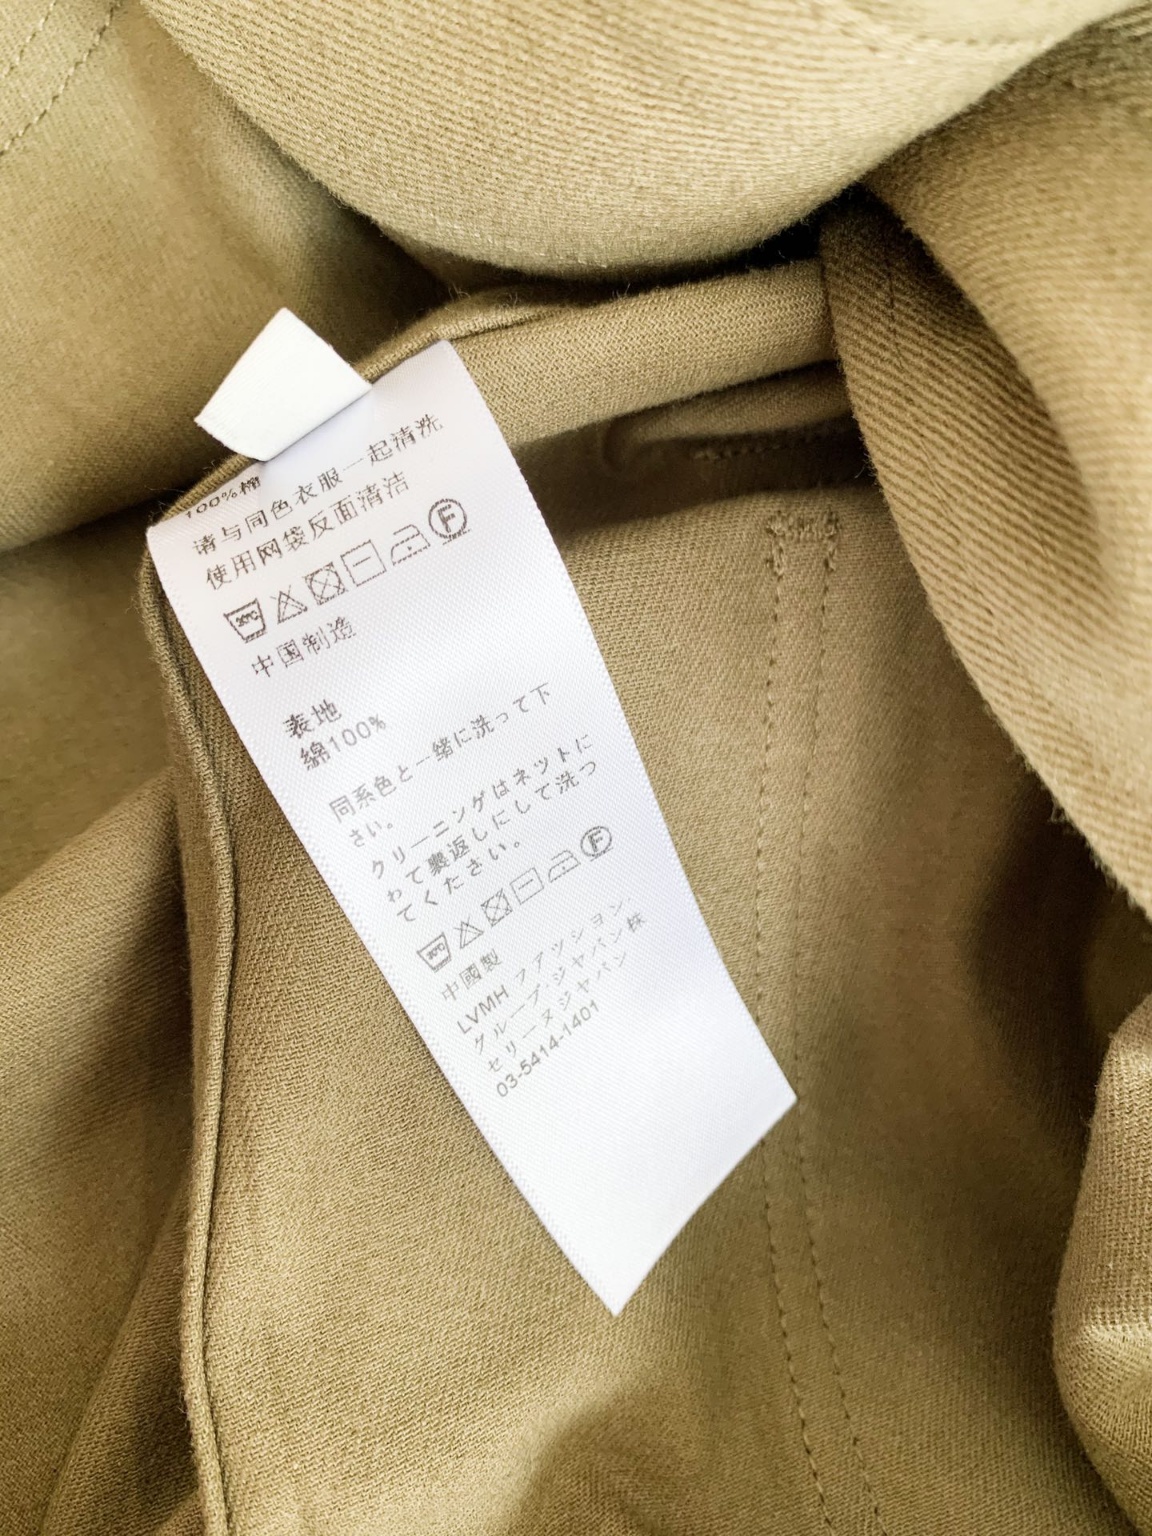 100%棉
请与同色衣服一起清洗
使用网袋反面清洁
30℃ F
中国制造
表地
綿100%
同系色と一緒に洗って下
さい。
クリーニングはネットに
わて裏返しにして洗っ
てください。
30℃ F
中國製
LVMH ファッション・
グループ・ジャパン株
セリーヌジャパン
03-5414-1401